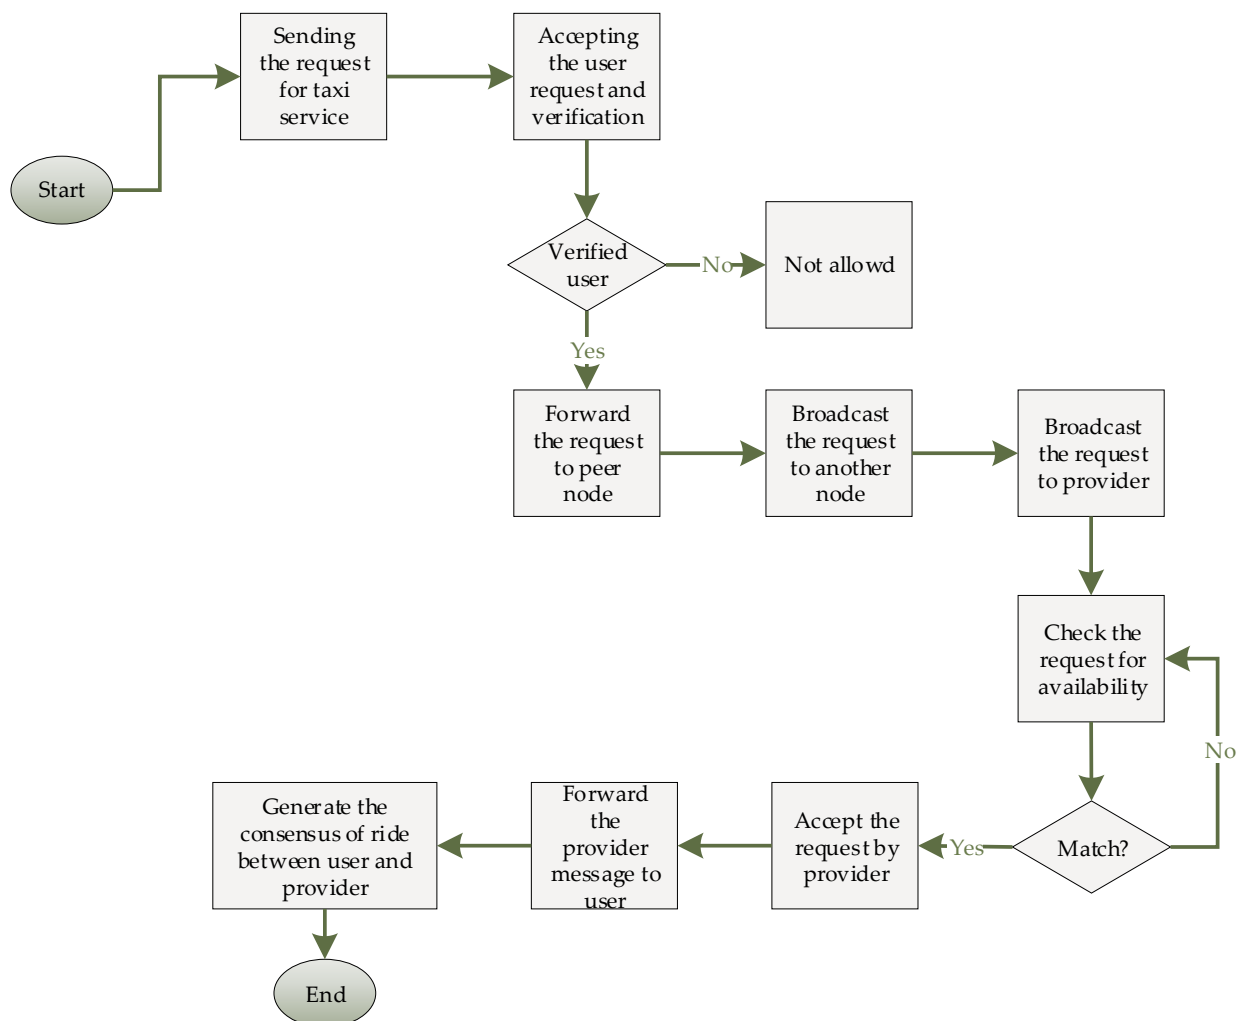 Sending
the request
for taxi
service
Accepting
the user
request and
verification
Start
Verified
user
No
Not allowd
Yes
Forward
the request
to peer
node
Broadcast
the request
to another
node
Broadcast
the request
to provider
Check the
request for
availability
No
Match?
Yes
Accept the
request by
provider
Forward
the
provider
message to
user
Generate the
consensus of ride
between user and
provider
End